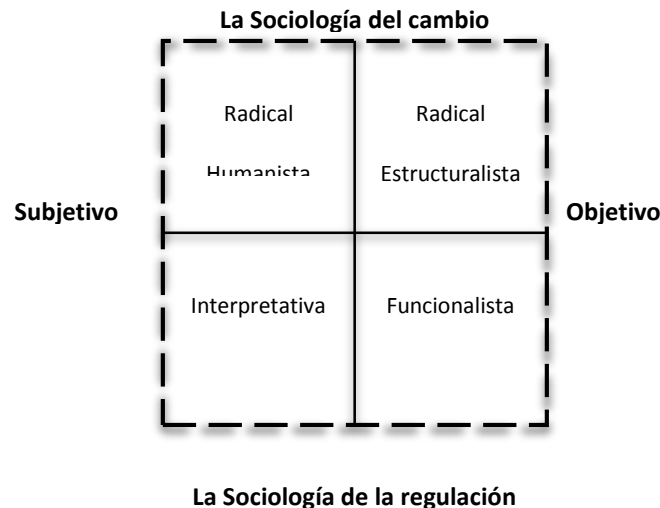 La Sociología del cambio
Radical
Radical
Humanista
Estructuralista
Subjetivo
Objetivo
Interpretativa
Funcionalista
La Sociología de la regulación